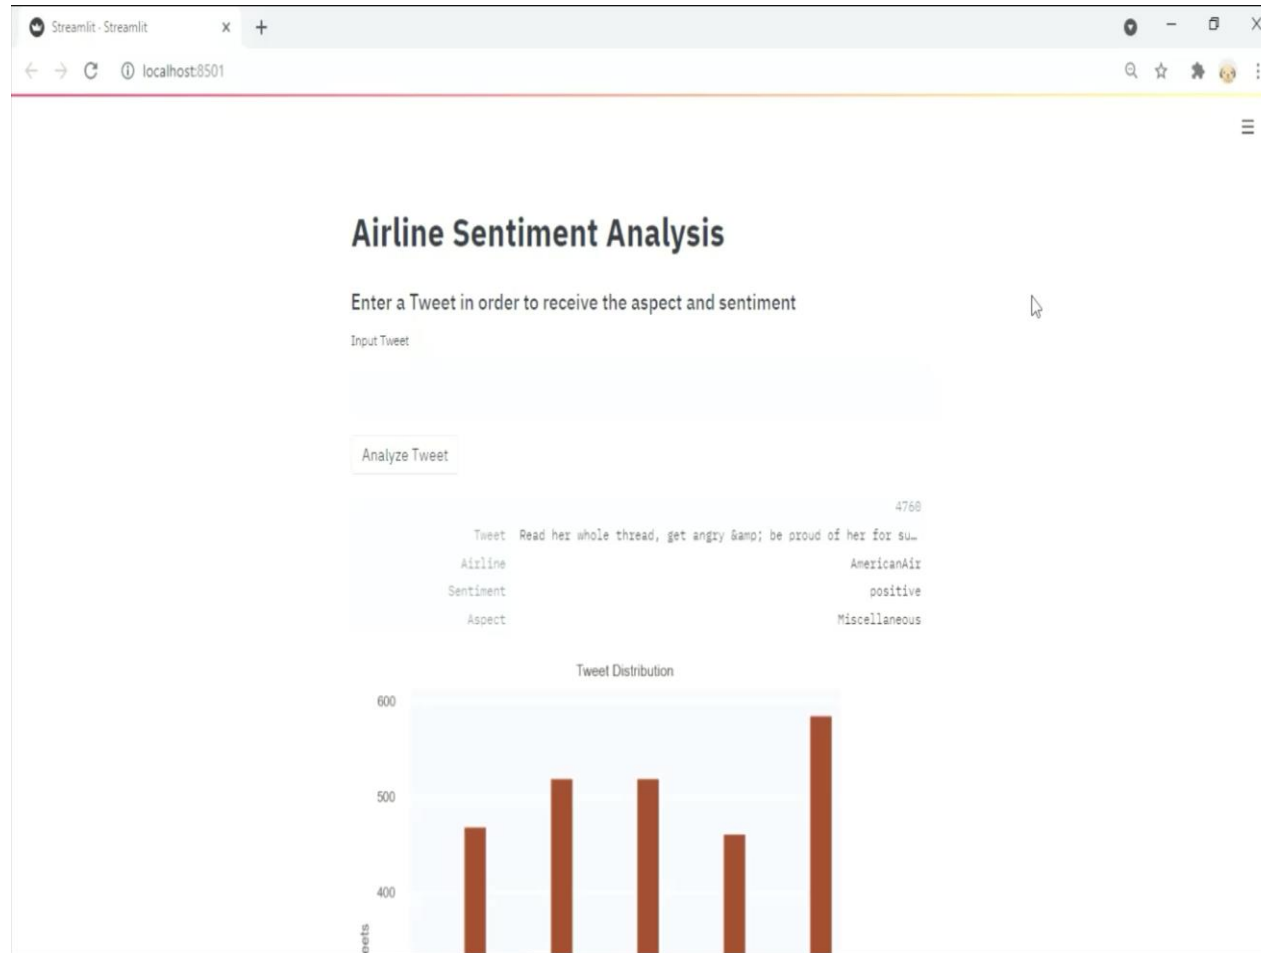 Streamlit · Streamlit
localhost:8501
Airline Sentiment Analysis
Enter a Tweet in order to receive the aspect and sentiment
Input Tweet
Analyze Tweet
4760
Tweet Read her whole thread, get angry &amp; be proud of her for su…
Airline AmericanAir
Sentiment positive
Aspect Miscellaneous
Tweet Distribution
600
500
400
eets